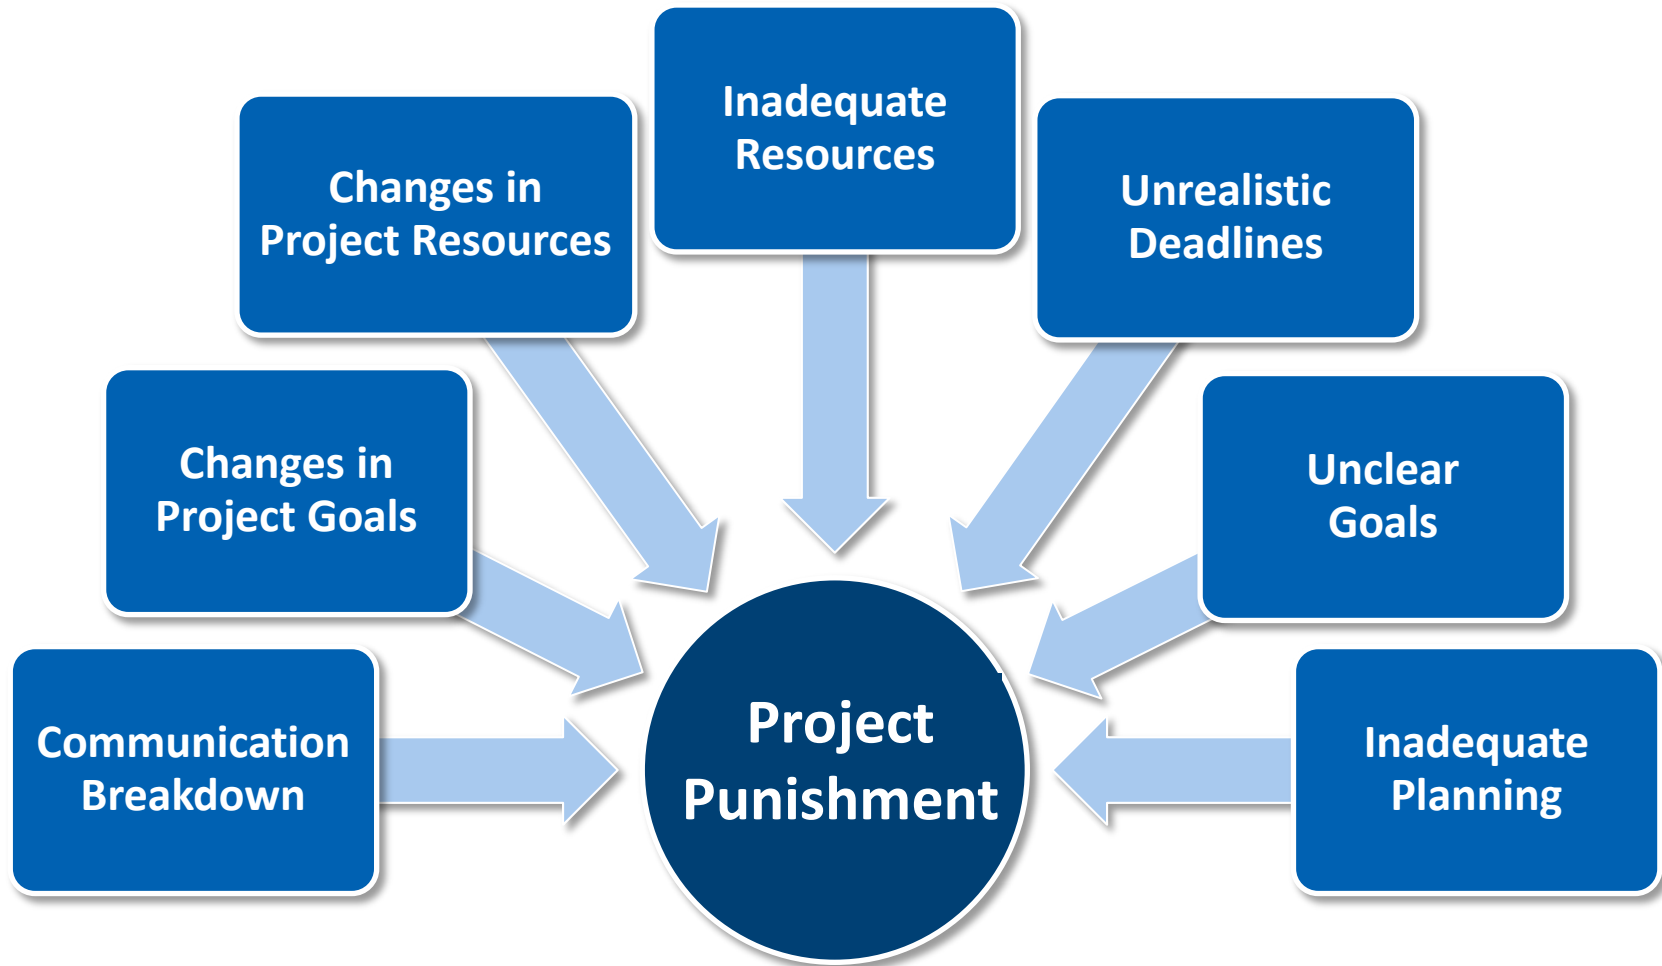 Inadequate
Resources
Changes in
Project Resources
Unrealistic
Deadlines
Changes in
Project Goals
Unclear
Goals
Communication
Breakdown
Project
Punishment
Inadequate
Planning